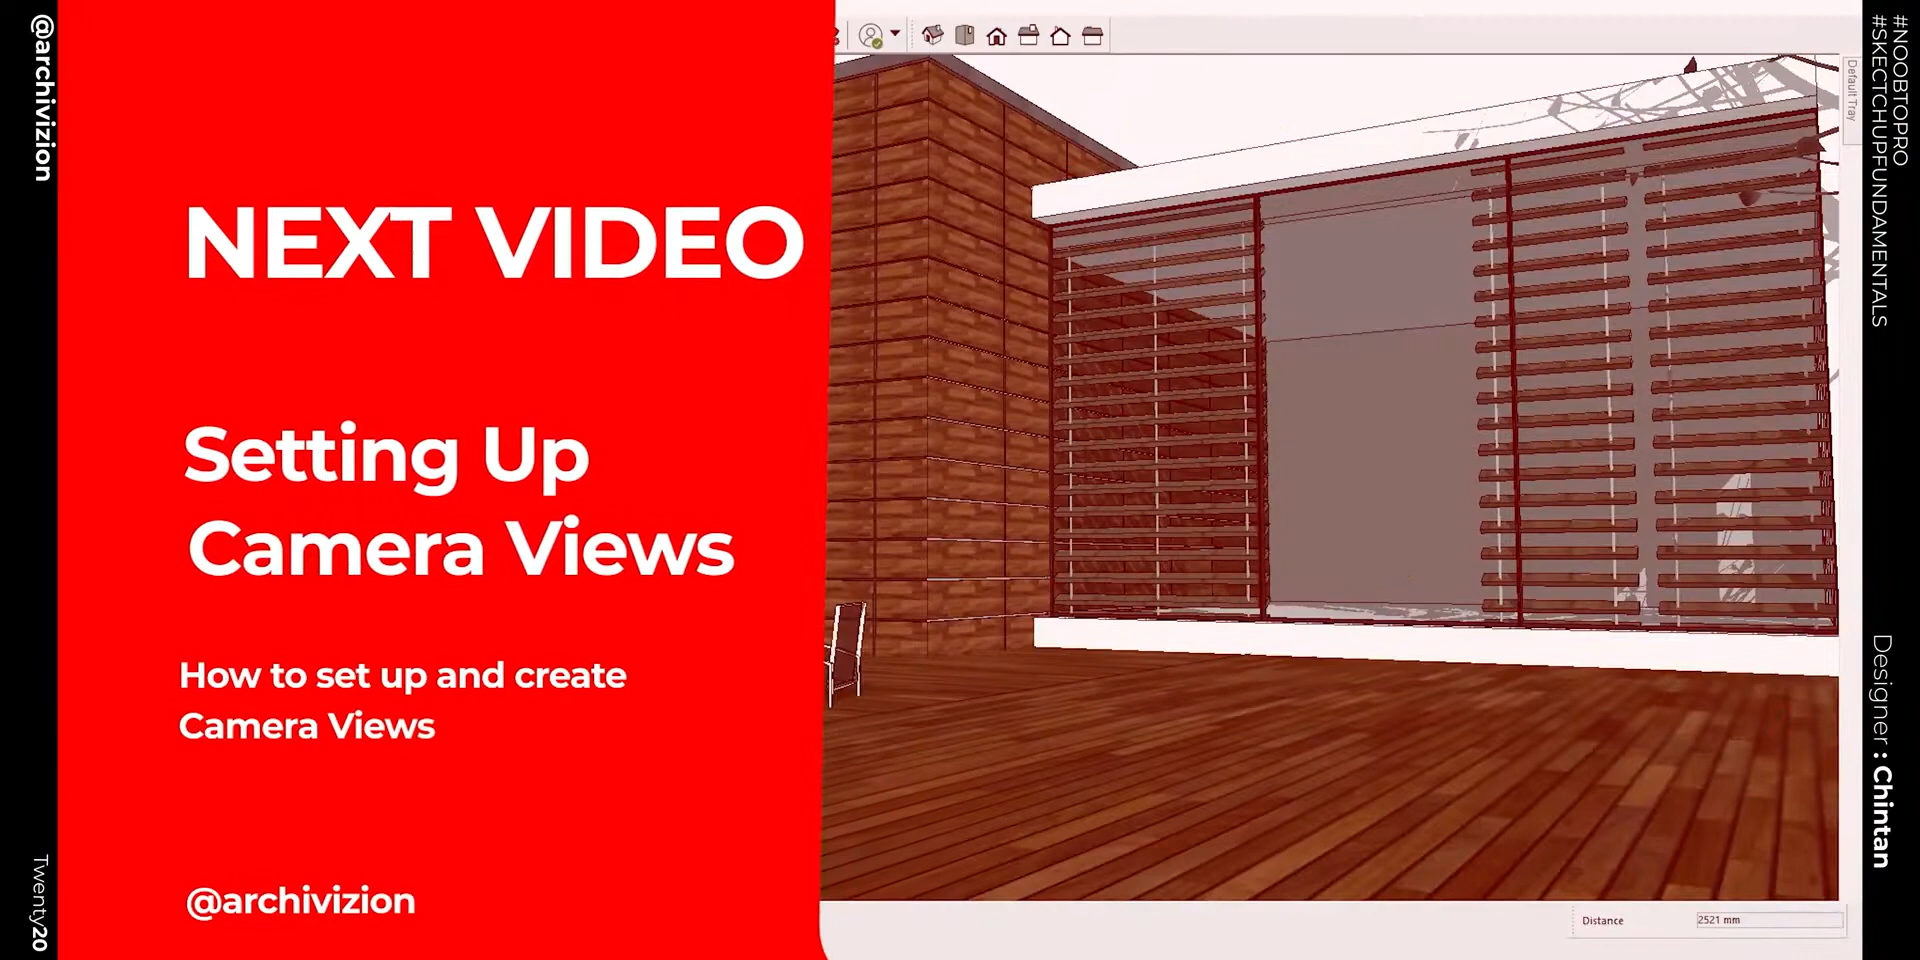 @archivizion
Twenty20
NEXT VIDEO
Setting Up
Camera Views
How to set up and create
Camera Views
@archivizion
Default Tray
Distance
2521 mm
#NOOBTOPRO
#SKECTCHUPFUNDAMENTALS
Designer : Chintan